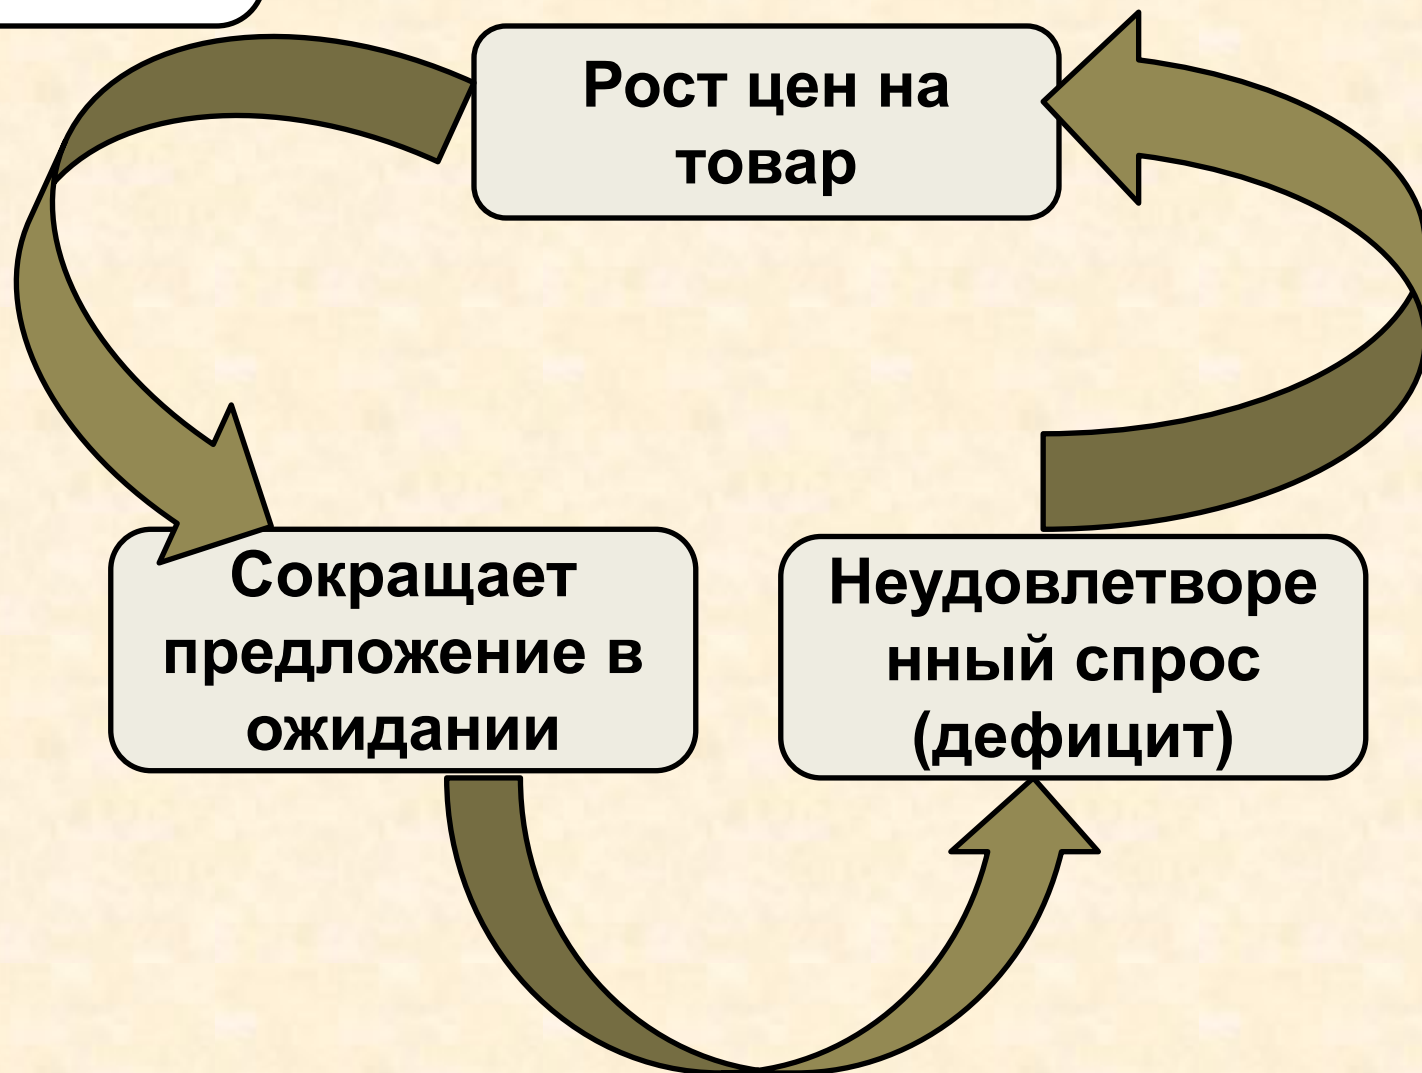 Рост цен на
товар
Сокращает
предложение в
ожидании
Неудовлетворе
нный спрос
(дефицит)